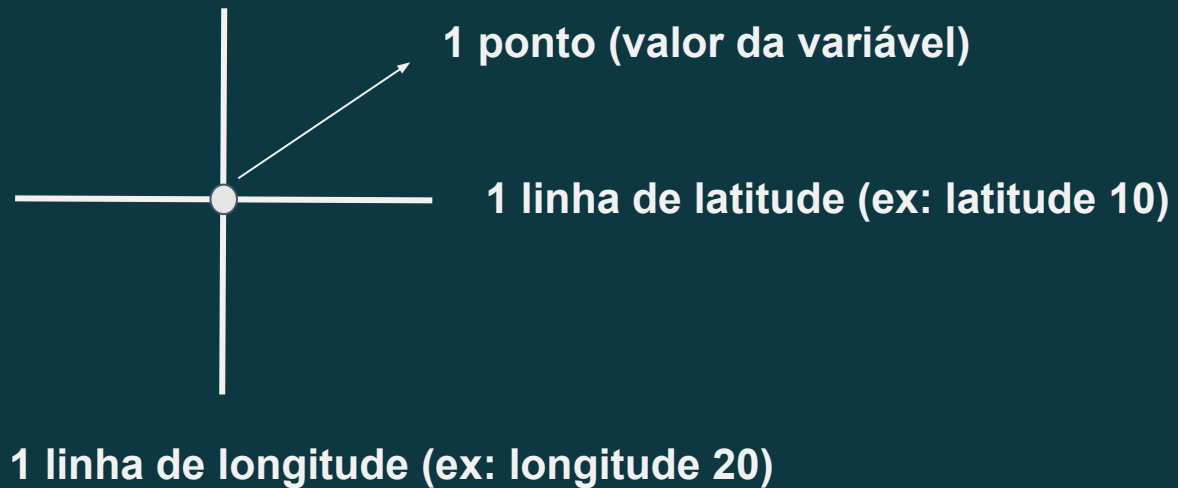 1 ponto (valor da variável)
1 linha de latitude (ex: latitude 10)
1 linha de longitude (ex: longitude 20)